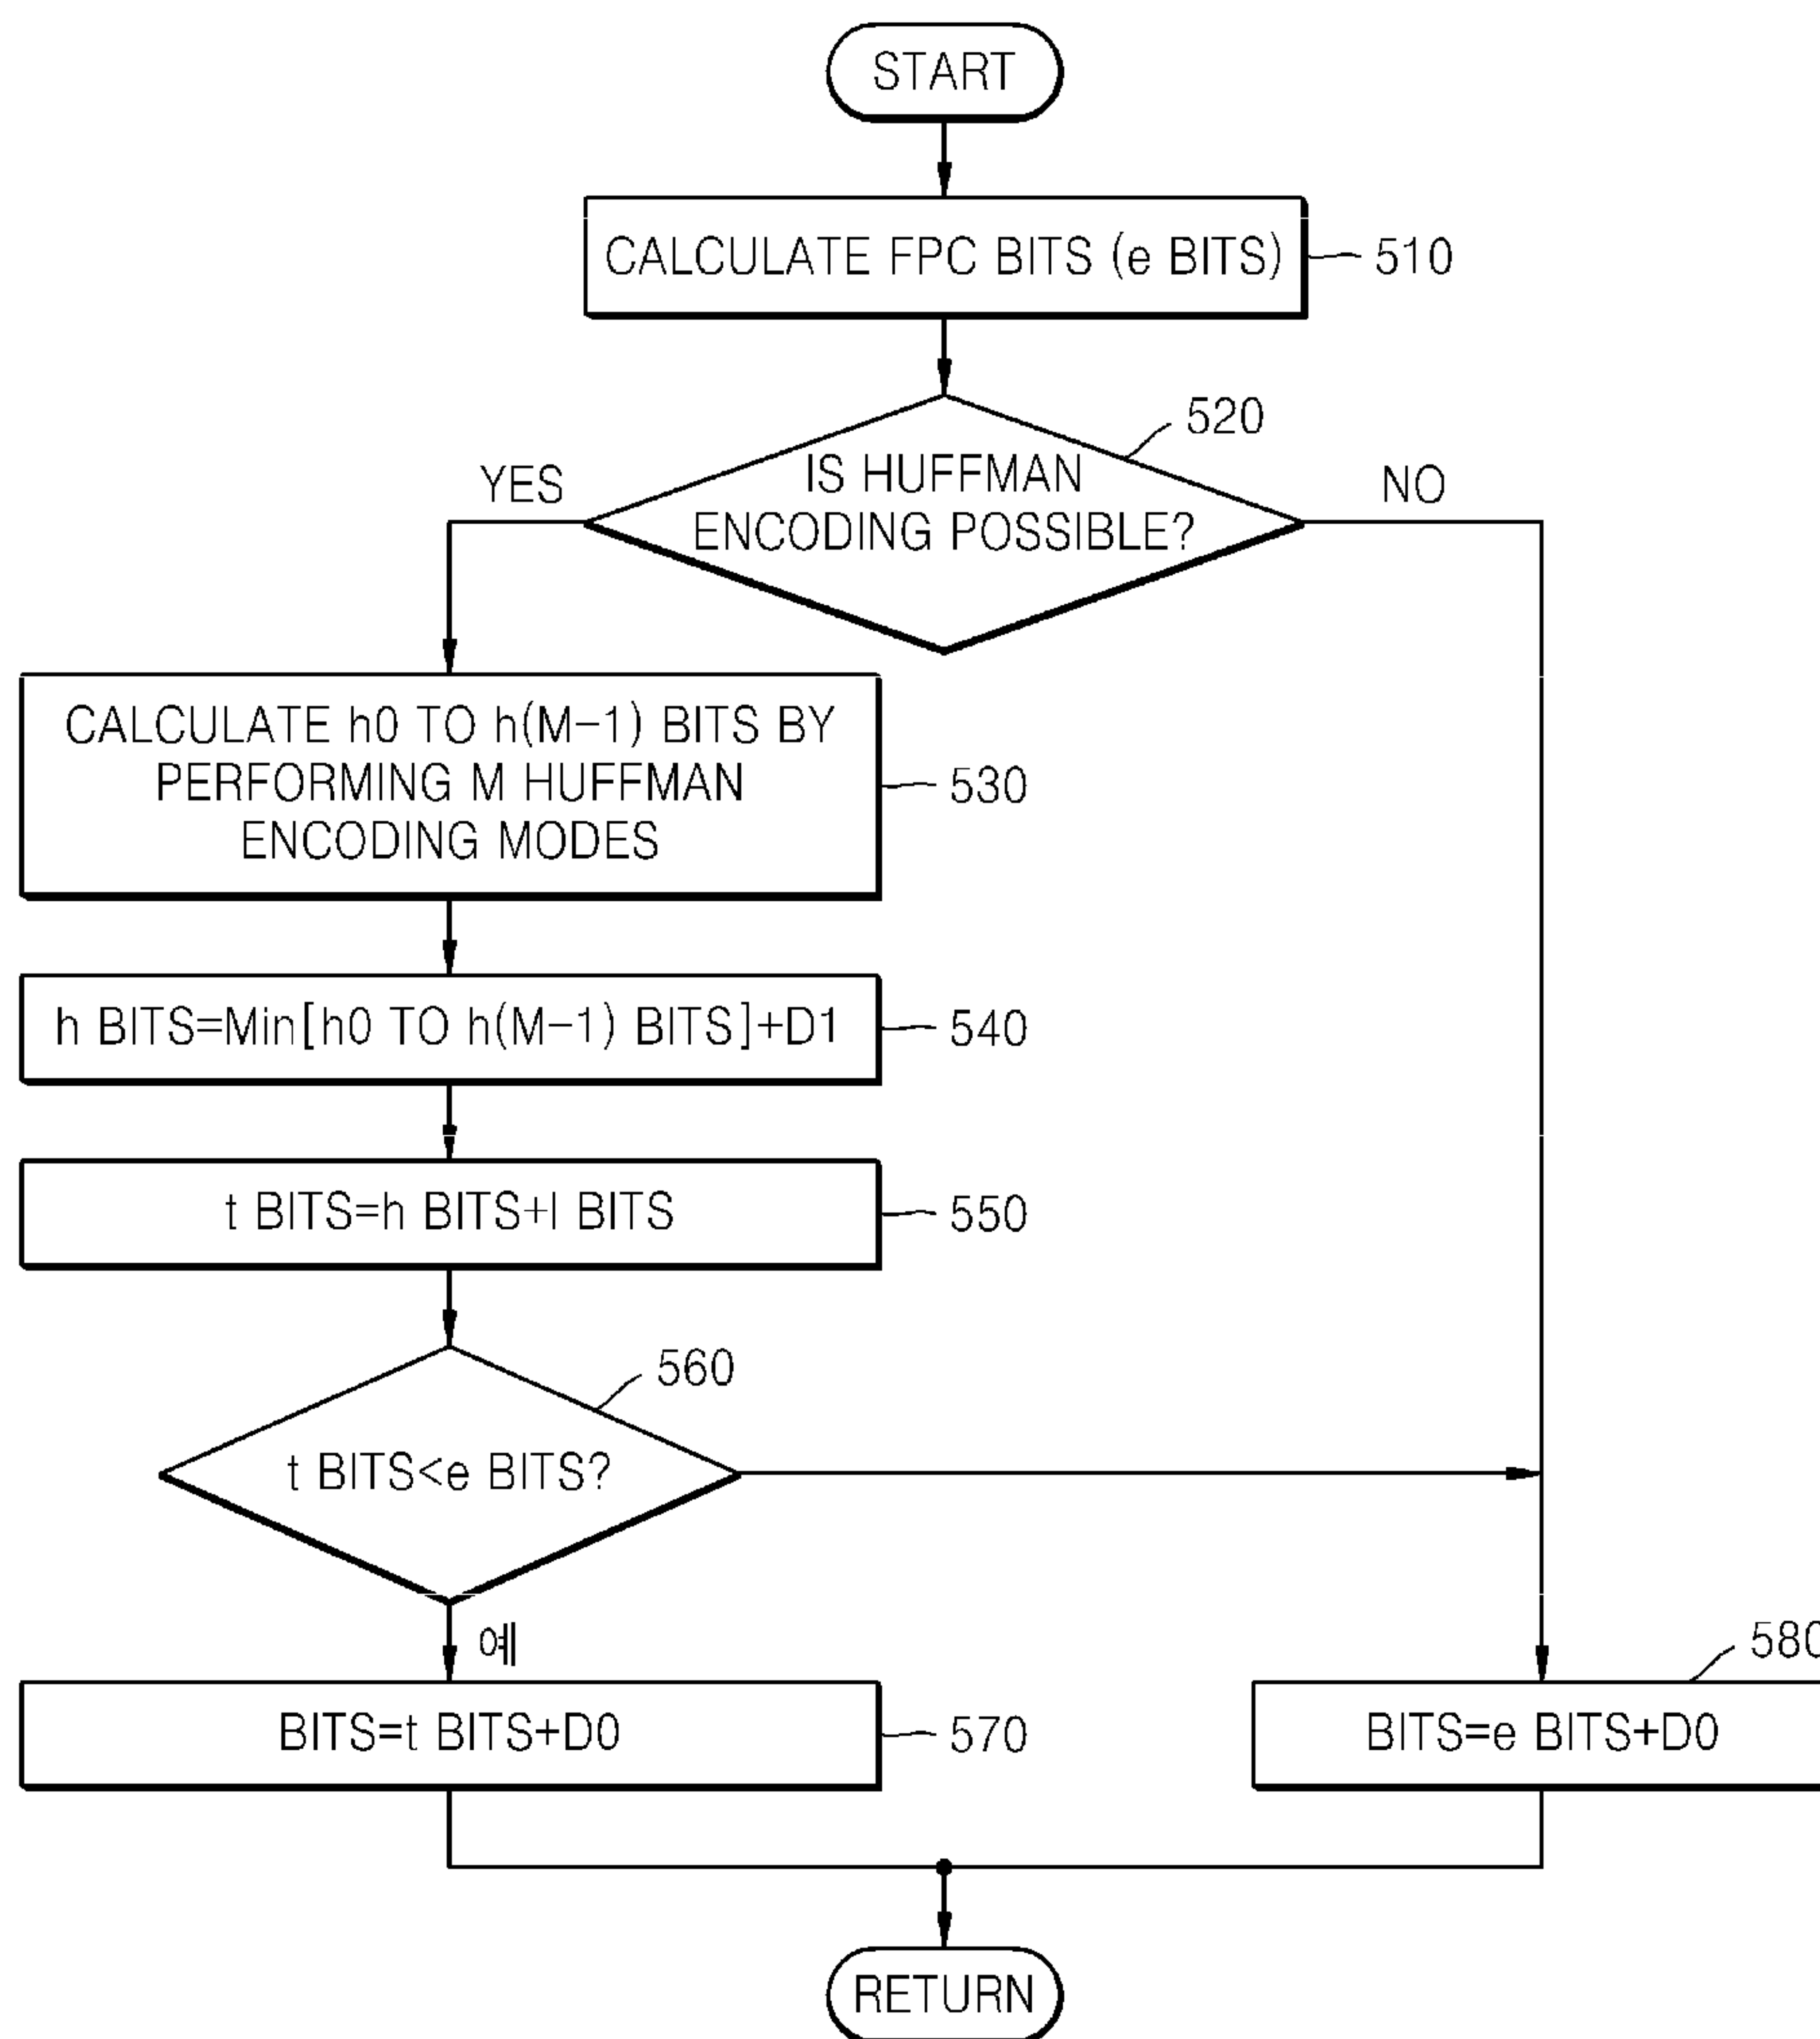 START
CALCULATE FPC BITS (e BITS)
510
520
IS HUFFMAN
ENCODING POSSIBLE?
YES
NO
CALCULATE h0 TO h(M-1) BITS BY
PERFORMING M HUFFMAN
ENCODING MODES
530
h BITS=Min[h0 TO h(M-1) BITS]+D1
540
t BITS=h BITS+l BITS
550
560
t BITS<e BITS?
예
BITS=t BITS+D0
570
580
BITS=e BITS+D0
RETURN